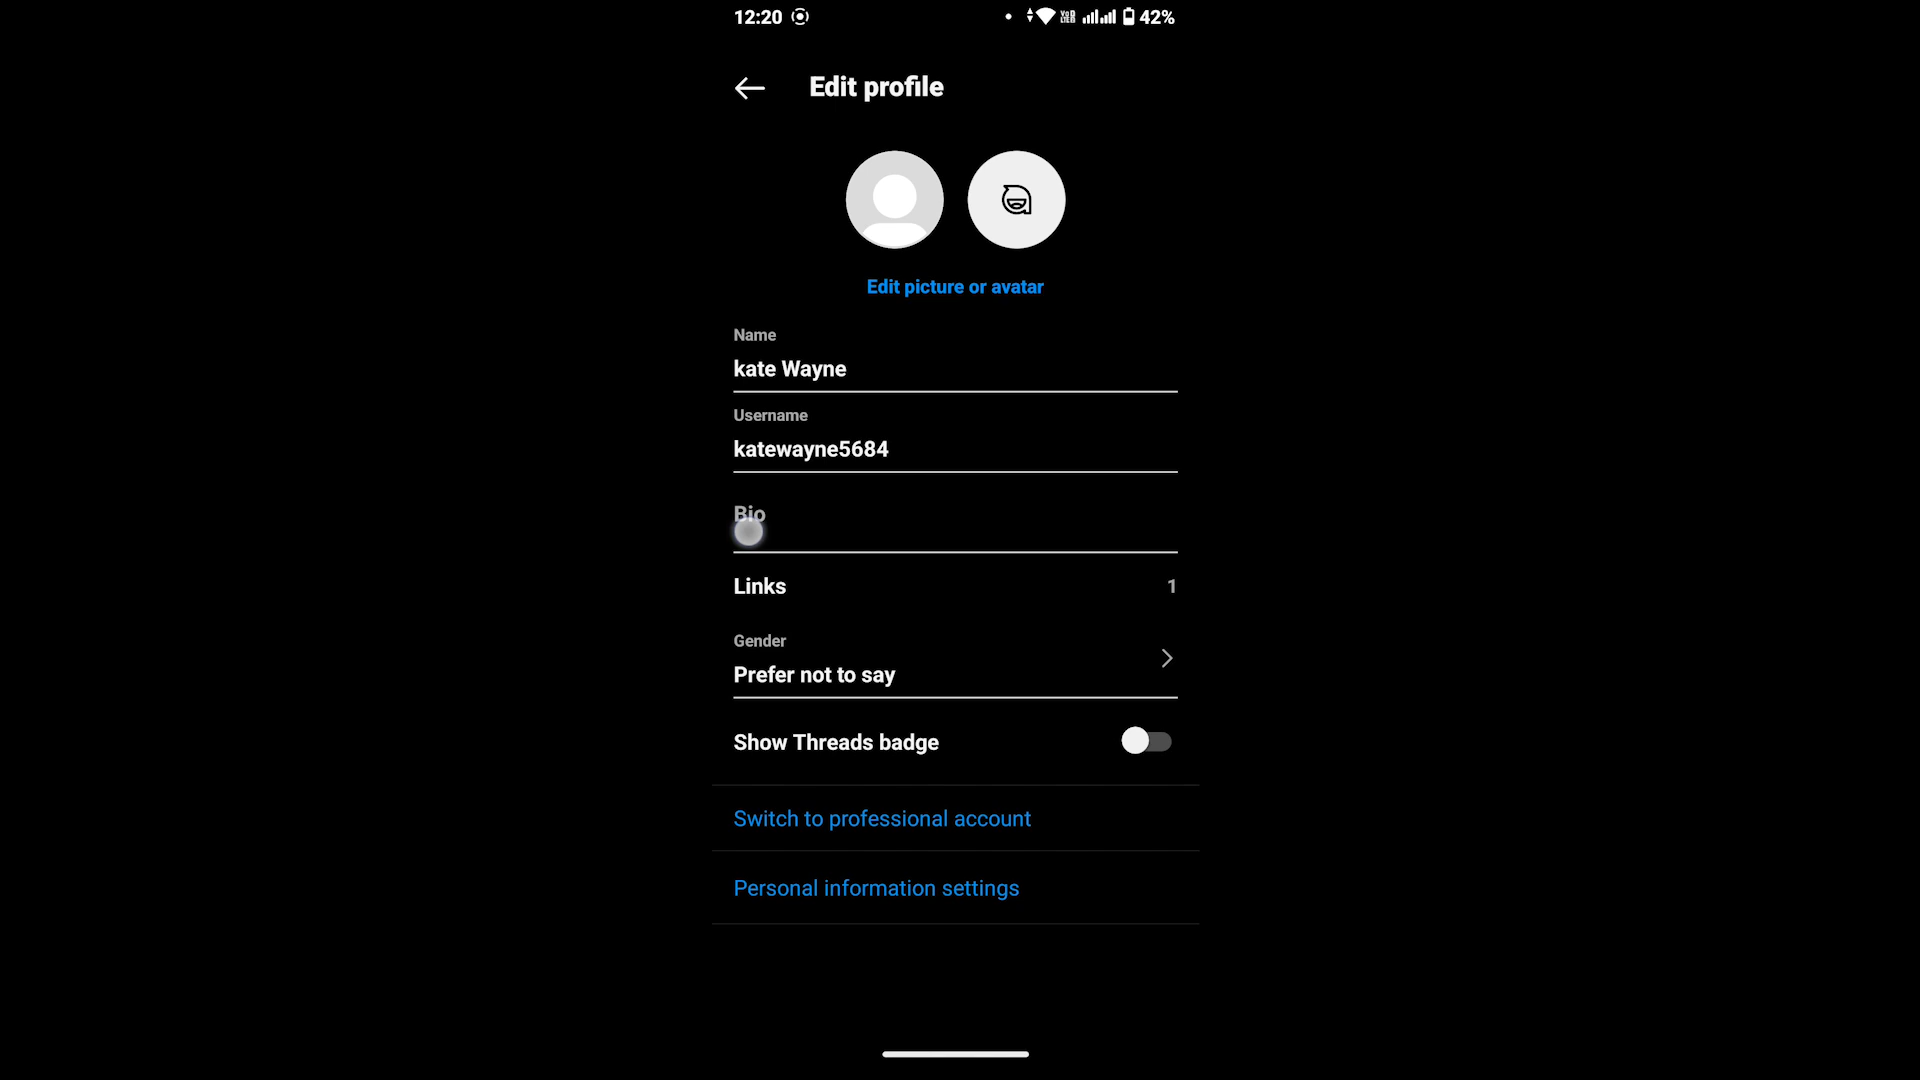 12:20 42%
Edit profile
Edit picture or avatar
Name
kate Wayne
Username
katewayne5684
Bio
Links 1
Gender
Prefer not to say
Show Threads badge
Switch to professional account
Personal information settings